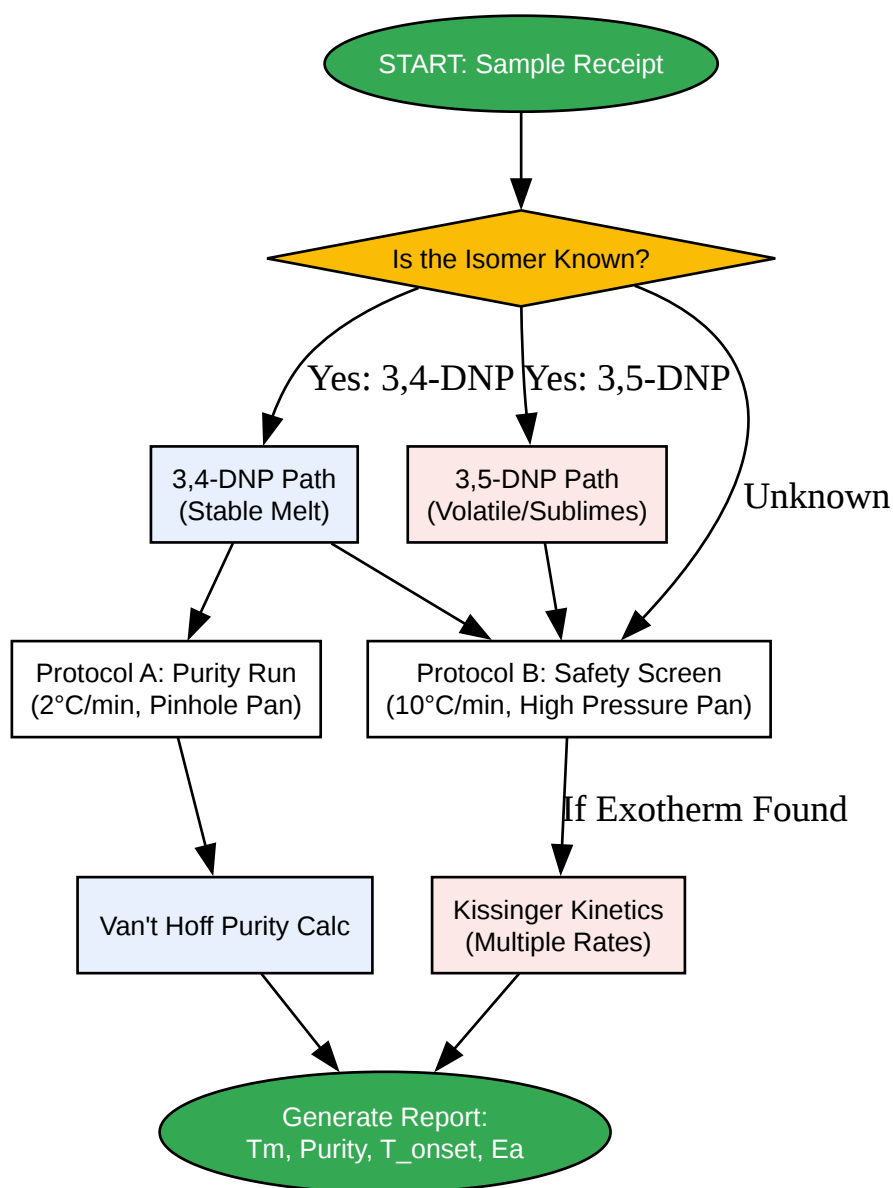 START: Sample Receipt
Is the Isomer Known?
Yes: 3,4-DNP
Yes: 3,5-DNP
Unknown
3,4-DNP Path
(Stable Melt)
3,5-DNP Path
(Volatile/Sublimes)
Protocol A: Purity Run
(2°C/min, Pinhole Pan)
Protocol B: Safety Screen
(10°C/min, High Pressure Pan)
If Exotherm Found
Van't Hoff Purity Calc
Kissinger Kinetics
(Multiple Rates)
Generate Report:
Tm, Purity, T_onset, Ea